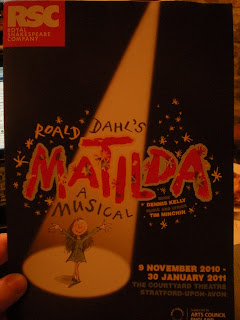 RSC
ROYAL
SHAKESPEARE
COMPANY
ROALD DAHL'S
MATILDA
A
MUSICAL
DENNIS KELLY
TIM MINCHIN
9 NOVEMBER 2010 -
30 JANUARY 2011
THE COURTYARD THEATRE
STRATFORD-UPON-AVON
ARTS COUNCIL
ENGLAND